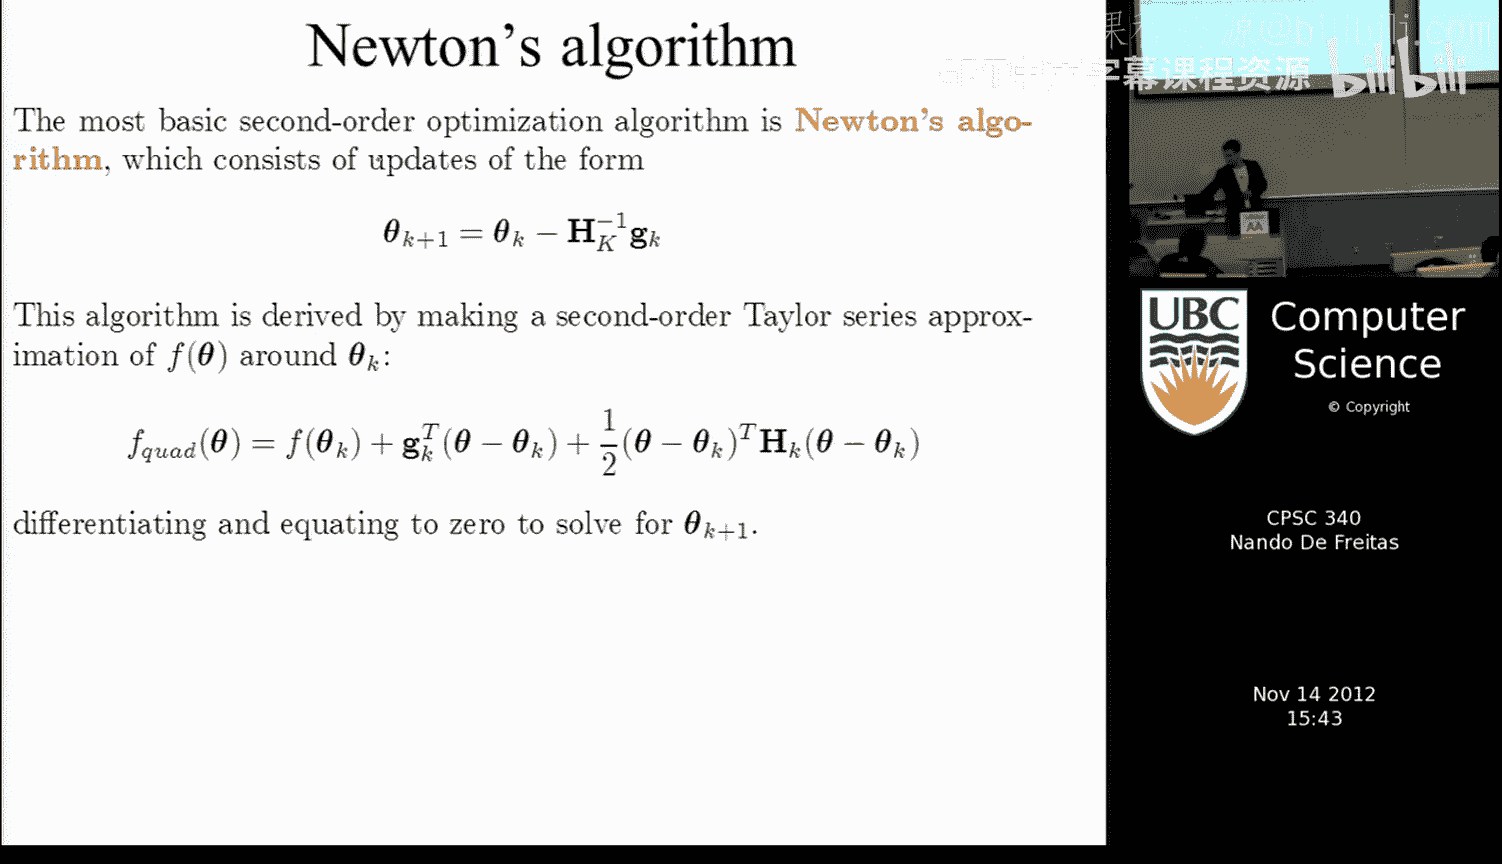 Newton's algorithm
The most basic second-order optimization algorithm is Newton's algo-
rithm, which consists of updates of the form
θ_{k+1} = θ_k − H_K^{-1} g_k
This algorithm is derived by making a second-order Taylor series approx-
imation of f(θ) around θ_k:
f_{quad}(θ) = f(θ_k) + g_k^T(θ − θ_k) + \frac{1}{2}(θ − θ_k)^T H_k(θ − θ_k)
differentiating and equating to zero to solve for θ_{k+1}.
字幕课程资源 bilibili
UBC
Computer
Science
© Copyright
CPSC 340
Nando De Freitas
Nov 14 2012
15:43